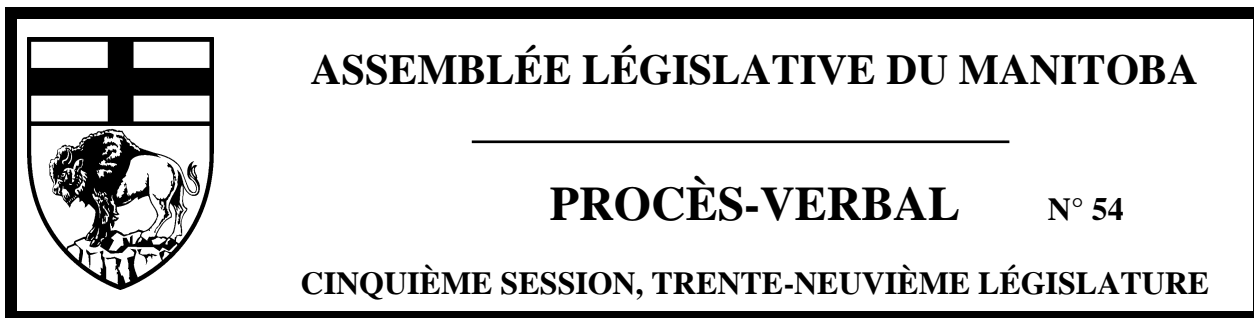 ASSEMBLÉE LÉGISLATIVE DU MANITOBA
PROCÈS-VERBAL N° 54
CINQUIÈME SESSION, TRENTE-NEUVIÈME LÉGISLATURE